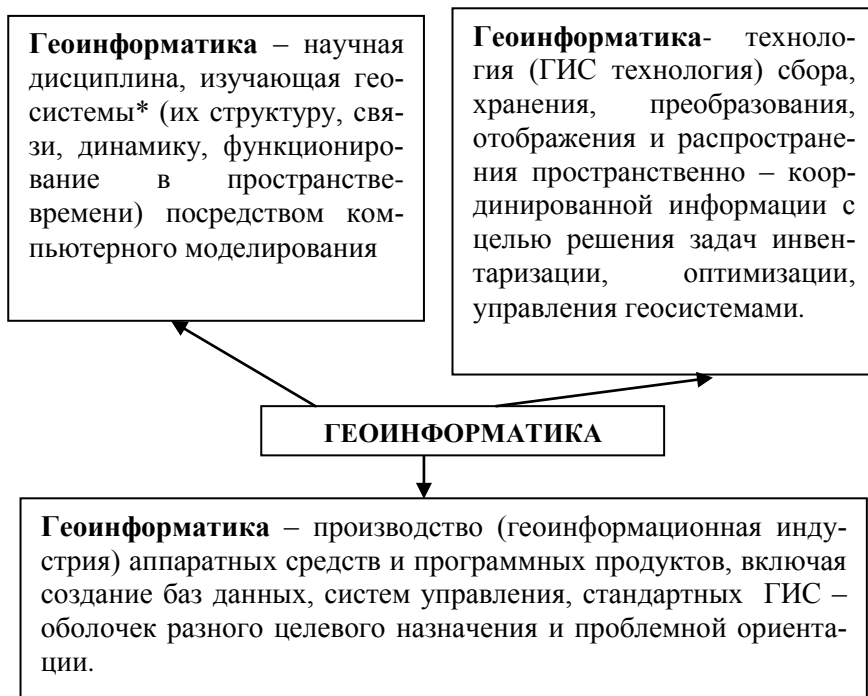 Геоинформатика – научная
дисциплина, изучающая гео-
системы* (их структуру, свя-
зи, динамику, функциониро-
вание в пространстве-
времени) посредством ком-
пьютерного моделирования
Геоинформатика- техноло-
гия (ГИС технология) сбора,
хранения, преобразования,
отображения и распростране
ния пространственно – коор-
динированной информации с
целью решения задач инвен-
таризации, оптимизации,
управления геосистемами.
ГЕОИНФОРМАТИКА
Геоинформатика – производство (геоинформационная инду-
стрия) аппаратных средств и программных продуктов, включая
создание баз данных, систем управления, стандартных ГИС –
оболочек разного целевого назначения и проблемной ориента-
ции.